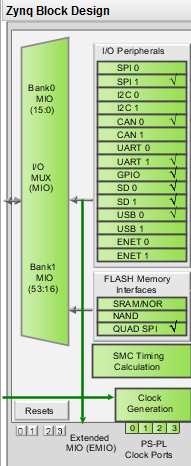 Zynq Block Design
I/O Peripherals
SPI 0
SPI 1
I2C 0
I2C 1
CAN 0
CAN 1
UART 0
UART 1
GPIO
SD 0
SD 1
USB 0
USB 1
ENET 0
ENET 1
Bank0
MIO
(15:0)
I/O
MUX
(MIO)
Bank1
MIO
(53:16)
FLASH Memory
Interfaces
SRAM/NOR
NAND
QUAD SPI
SMC Timing
Calculation
Clock
Generation
Resets
0 1 2 3
Extended
MIO (EMIO)
0 1 2 3
PS-PL
Clock Ports